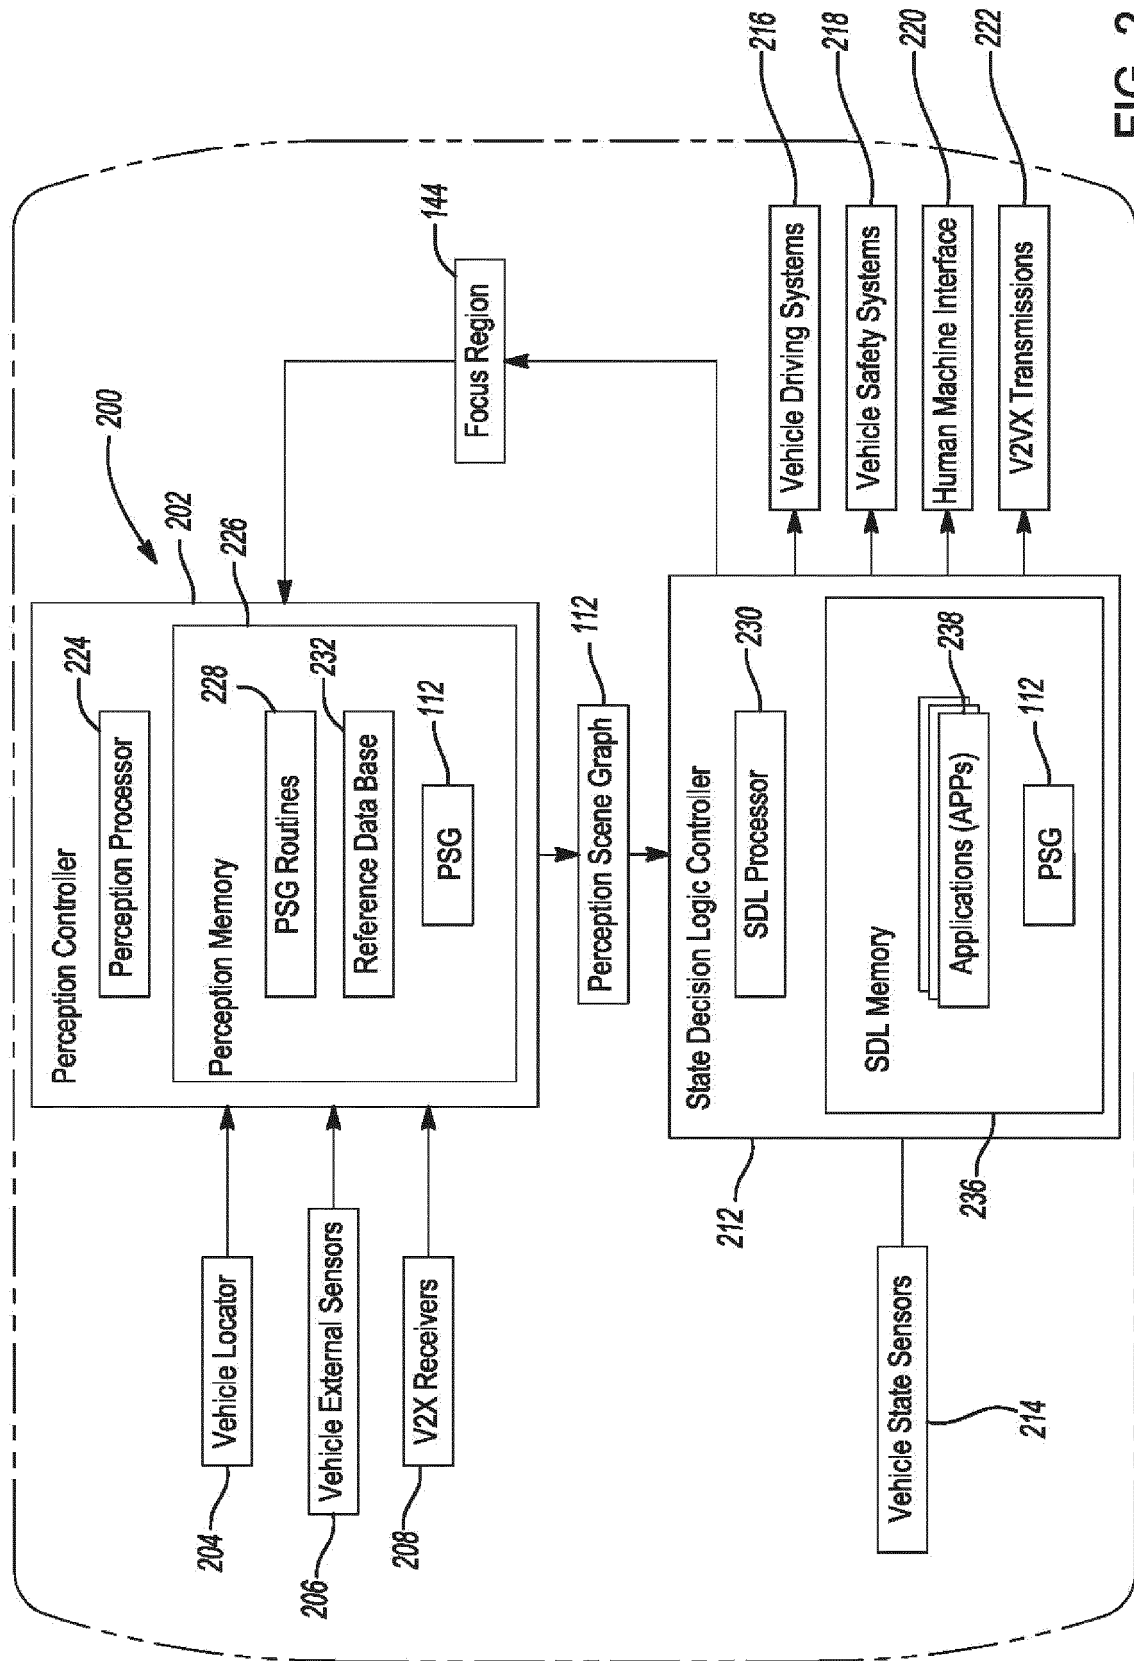 200
Perception Controller
202
Perception Processor
224
Perception Memory
226
PSG Routines
228
Reference Data Base
232
PSG
112
Vehicle Locator
204
Vehicle External Sensors
206
V2X Receivers
208
Focus Region
144
Perception Scene Graph
112
State Decision Logic Controller
212
SDL Processor
230
SDL Memory
236
Applications (APPs)
238
PSG
112
Vehicle State Sensors
214
Vehicle Driving Systems
216
Vehicle Safety Systems
218
Human Machine Interface
220
V2VX Transmissions
222
FIG. 2